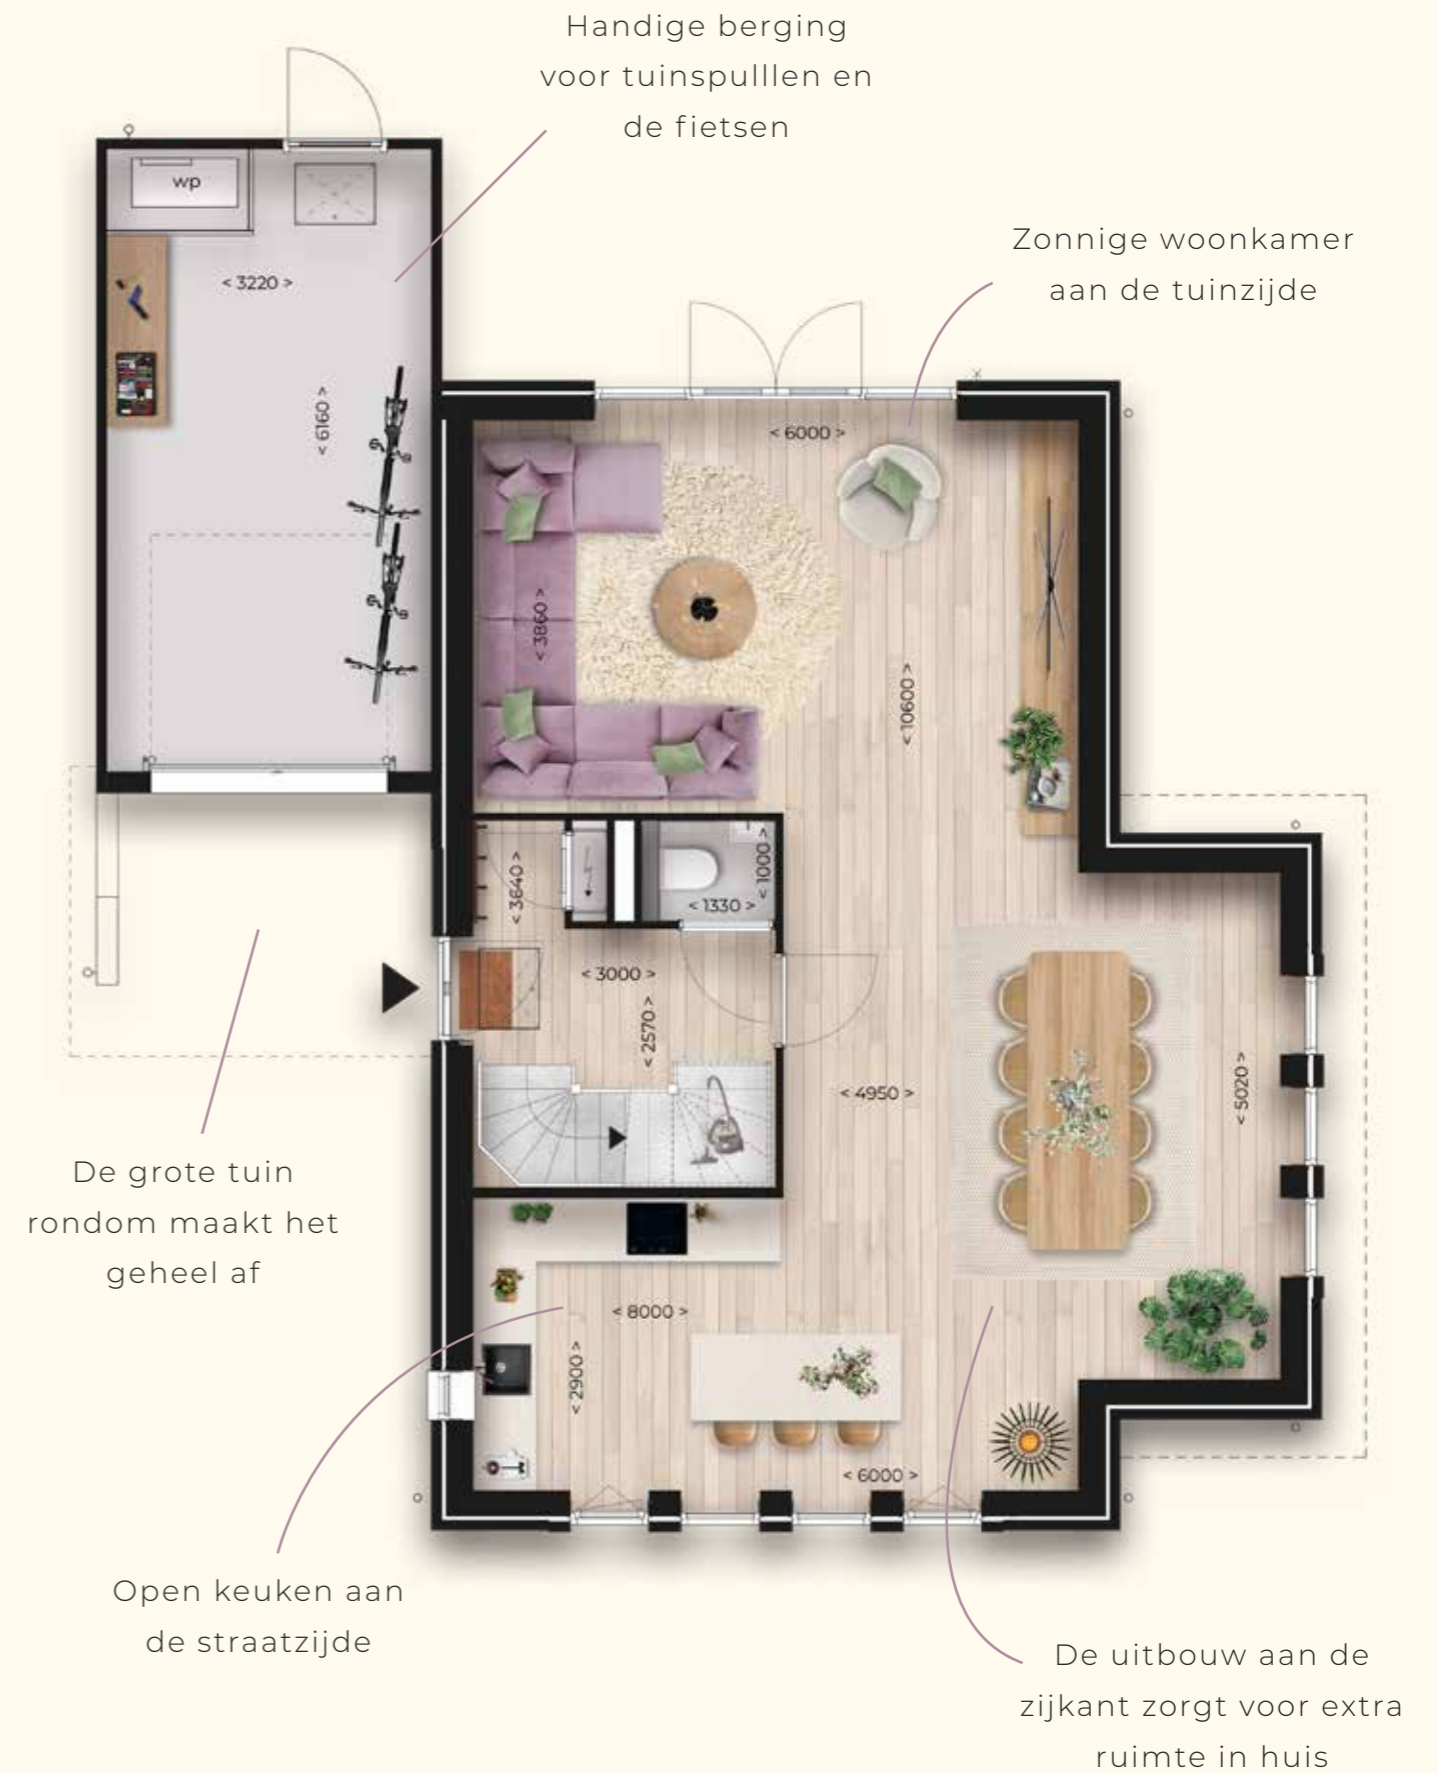 Handige berging
voor tuinspulllen en
de fietsen
wp
< 3220 >
Zonnige woonkamer
aan de tuinzijde
< 6160 >
< 6000 >
< 3860 >
< 10600 >
< 3640 >
< 1000 >
< 1330 >
< 3000 >
< 2570 >
< 4950 >
< 5020 >
De grote tuin
rondom maakt het
geheel af
< 8000 >
< 2900 >
< 6000 >
Open keuken aan
de straatzijde
De uitbouw aan de
zijkant zorgt voor extra
ruimte in huis